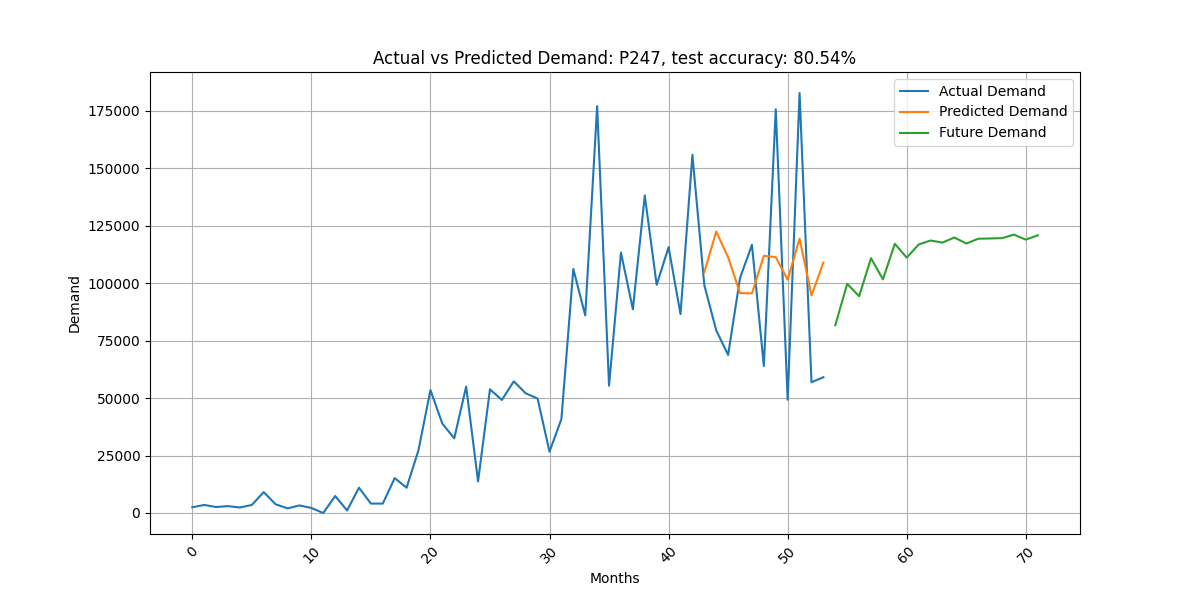 Actual vs Predicted Demand: P247, test accuracy: 80.54%
Actual Demand
Predicted Demand
Future Demand
Demand
175000
150000
125000
100000
75000
50000
25000
0
0 10 20 30 40 50 60 70
Months